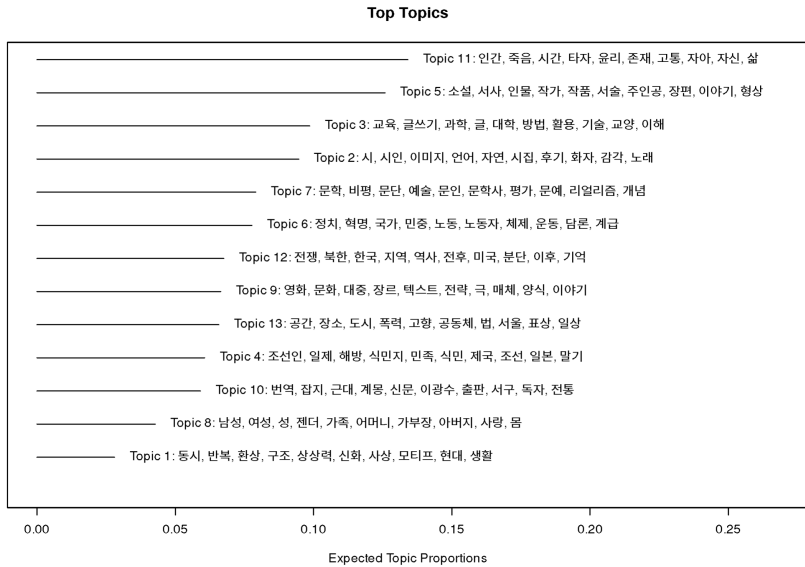 Top Topics
Topic 11: 인간, 죽음, 시간, 타자, 윤리, 존재, 고통, 자아, 자신, 삶
Topic 5: 소설, 서사, 인물, 작가, 작품, 서술, 주인공, 장편, 이야기, 형상
Topic 3: 교육, 글쓰기, 과학, 글, 대학, 방법, 활용, 기술, 교양, 이해
Topic 2: 시, 시인, 이미지, 언어, 자연, 시집, 후기, 화자, 감각, 노래
Topic 7: 문학, 비평, 문단, 예술, 문인, 문학사, 평가, 문예, 리얼리즘, 개념
Topic 6: 정치, 혁명, 국가, 민중, 노동, 노동자, 체제, 운동, 담론, 계급
Topic 12: 전쟁, 북한, 한국, 지역, 역사, 전후, 미국, 분단, 이후, 기억
Topic 9: 영화, 문화, 대중, 장르, 텍스트, 전략, 극, 매체, 양식, 이야기
Topic 13: 공간, 장소, 도시, 폭력, 고향, 공동체, 법, 서울, 표상, 일상
Topic 4: 조선인, 일제, 해방, 식민지, 민족, 식민, 제국, 조선, 일본, 말기
Topic 10: 번역, 잡지, 근대, 계몽, 신문, 이광수, 출판, 서구, 독자, 전통
Topic 8: 남성, 여성, 성, 젠더, 가족, 어머니, 가부장, 아버지, 사랑, 몸
Topic 1: 동시, 반복, 환상, 구조, 상상력, 신화, 사상, 모티프, 현대, 생활
0.00 0.05 0.10 0.15 0.20 0.25
Expected Topic Proportions